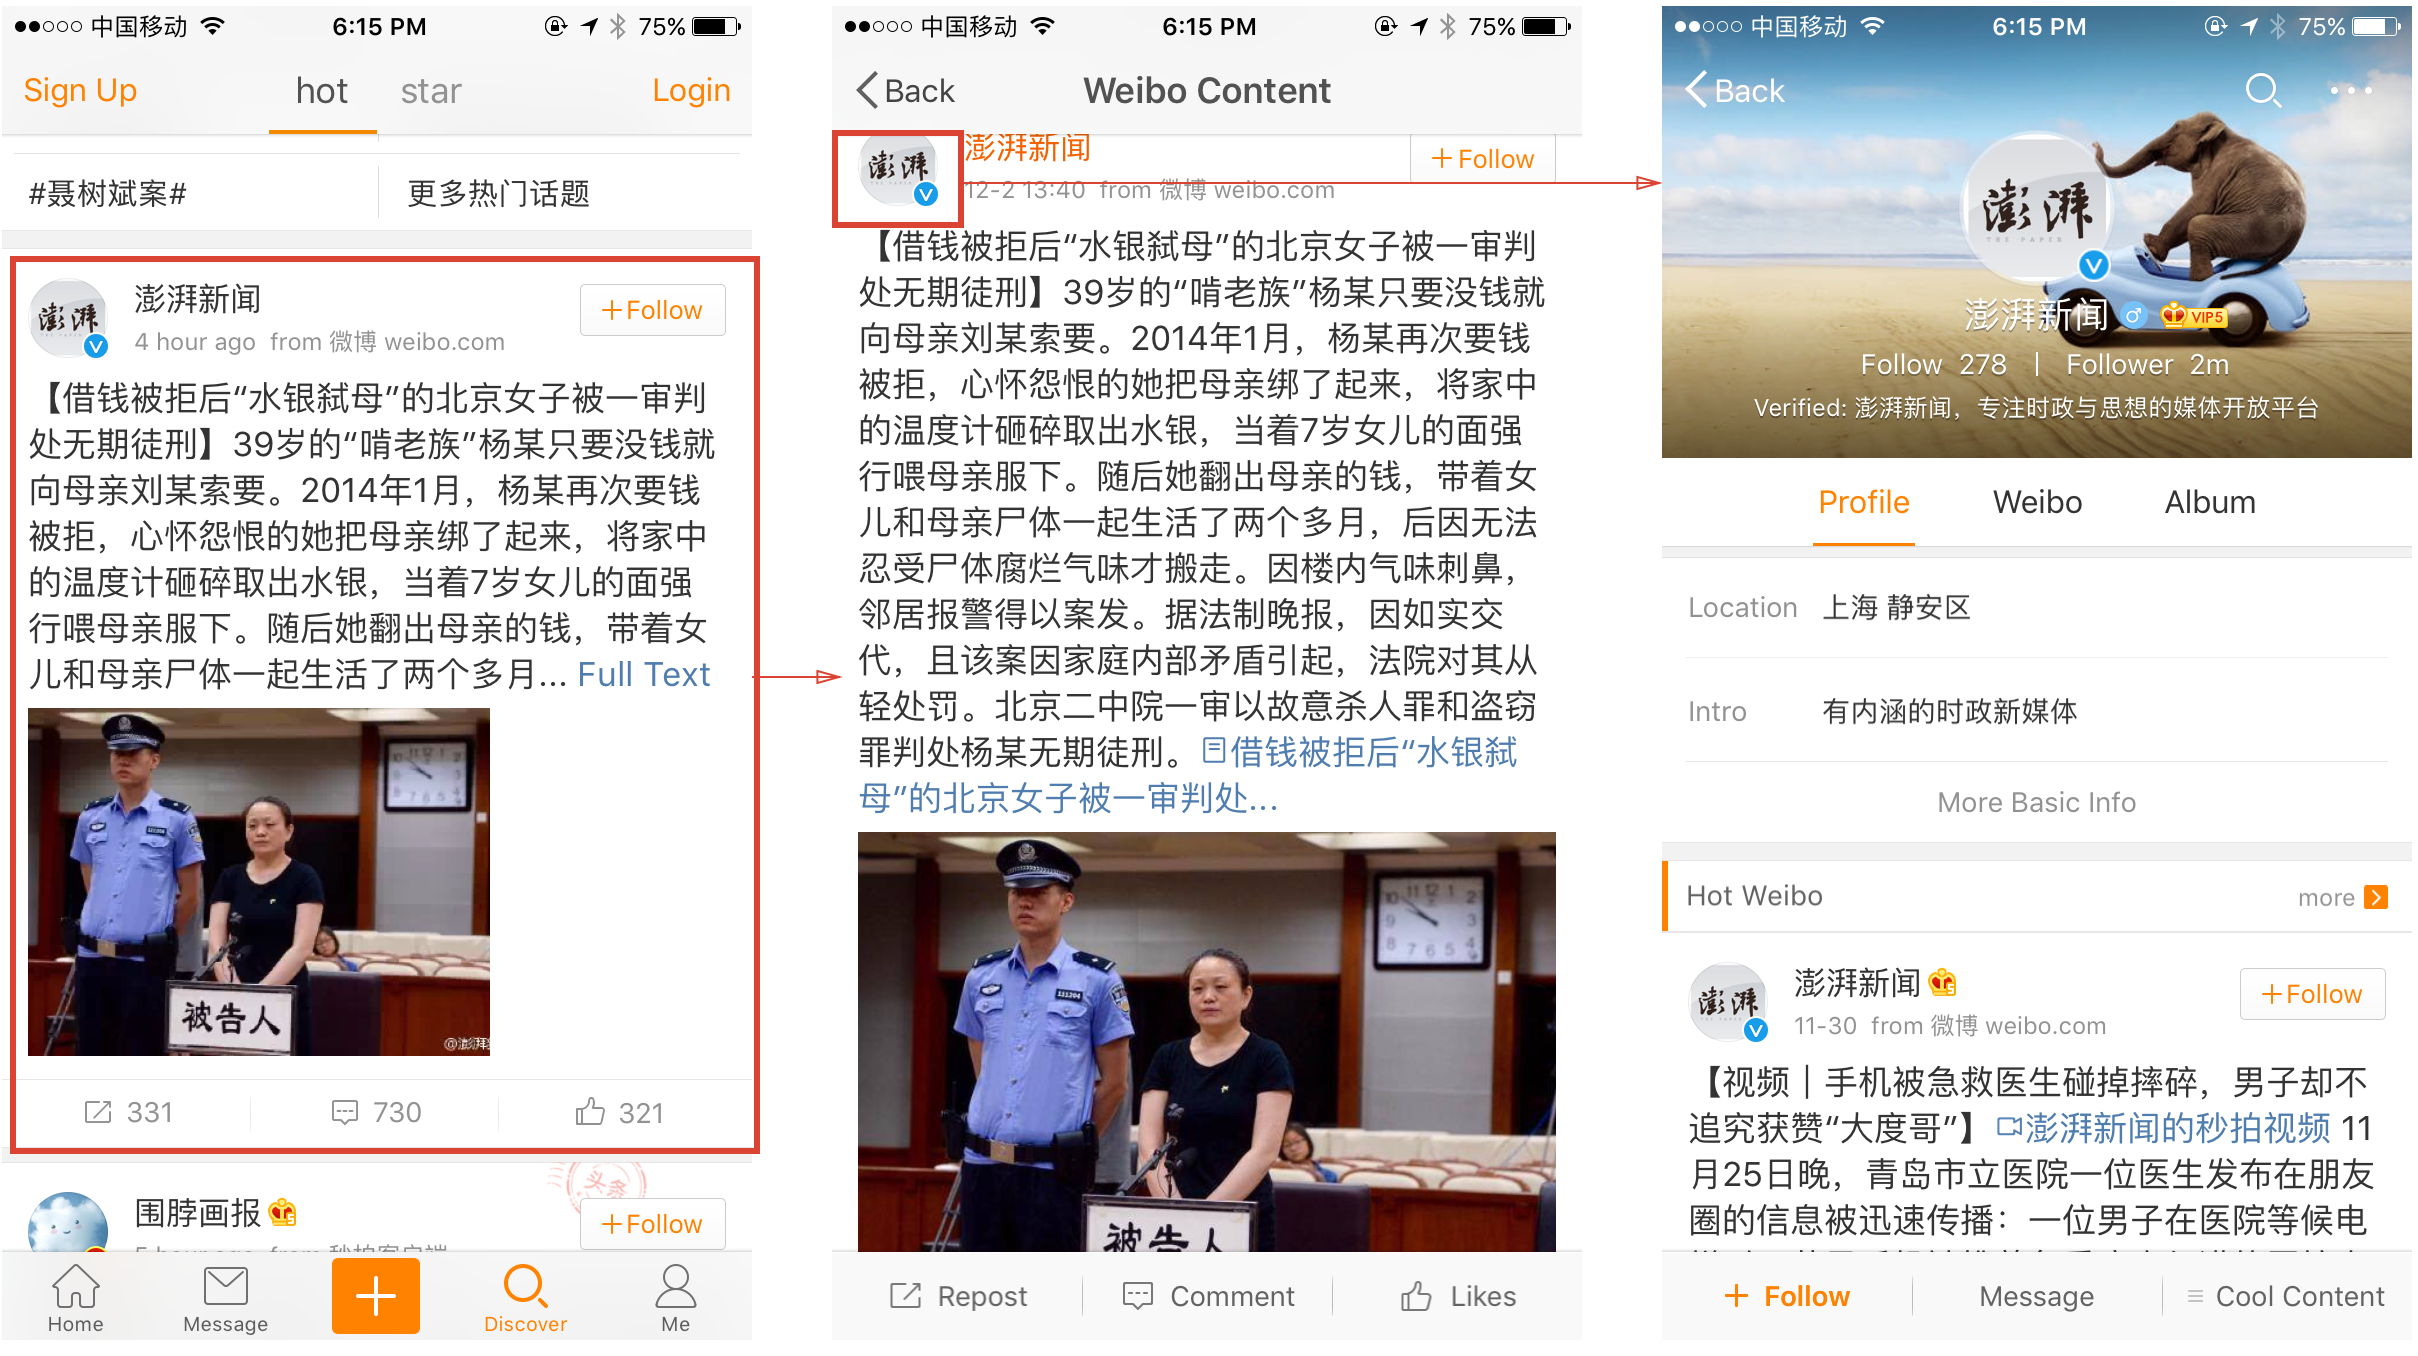 中国移动 6:15 PM 75%
Sign Up hot star Login
#聂树斌案# 更多热门话题
澎湃
澎湃新闻
+Follow
4 hour ago from 微博 weibo.com
【借钱被拒后“水银弑母”的北京女子被一审判
处无期徒刑】39岁的“啃老族”杨某只要没钱就
向母亲刘某索要。2014年1月，杨某再次要钱
被拒，心怀怨恨的她把母亲绑了起来，将家中
的温度计砸碎取出水银，当着7岁女儿的面强
行喂母亲服下。随后她翻出母亲的钱，带着女
儿和母亲尸体一起生活了两个多月... Full Text
被告人
331 730 321
头条
围脖画报
+Follow
Home Message Discover Me
中国移动 6:15 PM 75%
Back Weibo Content
澎湃
澎湃新闻
+Follow
12-2 13:40 from 微博 weibo.com
【借钱被拒后“水银弑母”的北京女子被一审判
处无期徒刑】39岁的“啃老族”杨某只要没钱就
向母亲刘某索要。2014年1月，杨某再次要钱
被拒，心怀怨恨的她把母亲绑了起来，将家中
的温度计砸碎取出水银，当着7岁女儿的面强
行喂母亲服下。随后她翻出母亲的钱，带着女
儿和母亲尸体一起生活了两个多月，后因无法
忍受尸体腐烂气味才搬走。因楼内气味刺鼻，
邻居报警得以案发。据法制晚报，因如实交
代，且该案因家庭内部矛盾引起，法院对其从
轻处罚。北京二中院一审以故意杀人罪和盗窃
罪判处杨某无期徒刑。借钱被拒后“水银弑
母”的北京女子被一审判处...
被告人
Repost Comment Likes
中国移动 6:15 PM 75%
Back
澎湃
THE PAPER
澎湃新闻 VIP5
Follow 278 | Follower 2m
Verified: 澎湃新闻，专注时政与思想的媒体开放平台
Profile Weibo Album
Location 上海 静安区
Intro 有内涵的时政新媒体
More Basic Info
Hot Weibo more
澎湃
澎湃新闻
+Follow
11-30 from 微博 weibo.com
【视频｜手机被急救医生碰掉摔碎，男子却不
追究获赞“大度哥”】澎湃新闻的秒拍视频 11
月25日晚，青岛市立医院一位医生发布在朋友
圈的信息被迅速传播：一位男子在医院等候电
+ Follow Message Cool Content